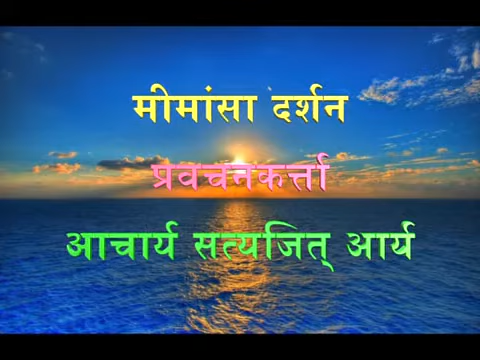 मीमांसा दर्शन
प्रवचनकर्त्ता
आचार्य सत्यजित् आर्य